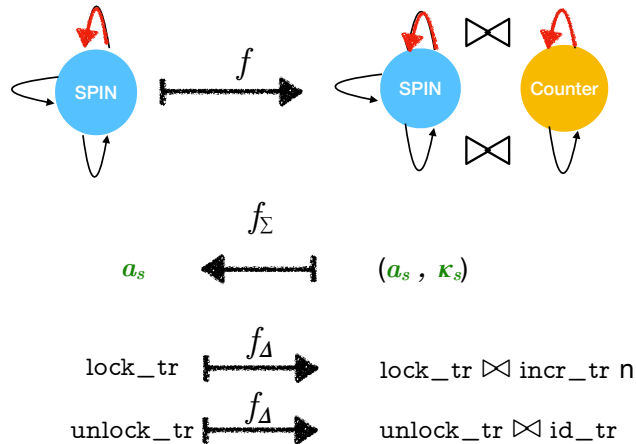 f
SPIN SPIN ⋈ Counter
⋈
f_Σ
a_s (a_s , κ_s)
f_Δ
lock_tr lock_tr ⋈ incr_tr n
f_Δ
unlock_tr unlock_tr ⋈ id_tr